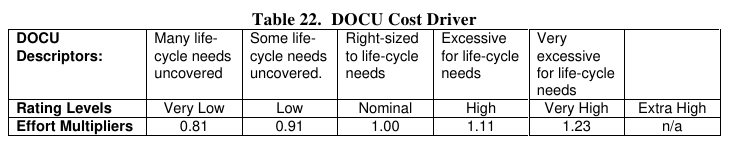 Table 22. DOCU Cost Driver
DOCU Descriptors: Many life- Some life- Right-sized Excessive Very
cycle needs cycle needs to life-cycle for life-cycle excessive
uncovered uncovered. needs needs for life-cycle
needs
Rating Levels Very Low Low Nominal High Very High Extra High
Effort Multipliers 0.81 0.91 1.00 1.11 1.23 n/a